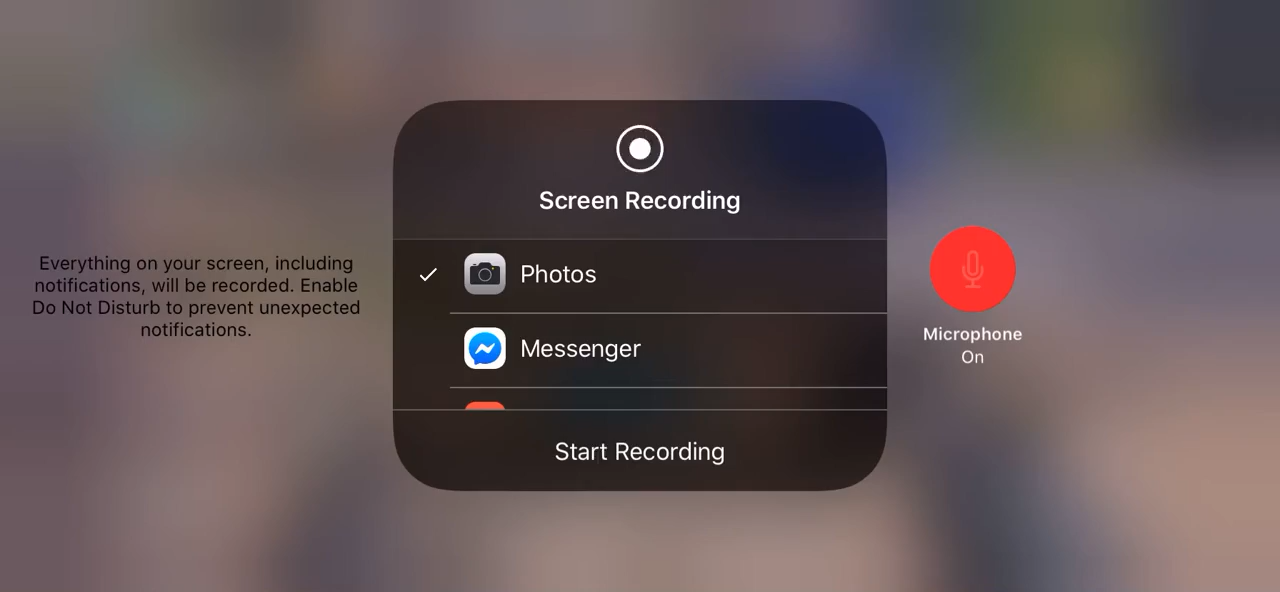 Screen Recording
Everything on your screen, including
notifications, will be recorded. Enable
Do Not Disturb to prevent unexpected
notifications.
Photos
Messenger
Microphone
On
Start Recording